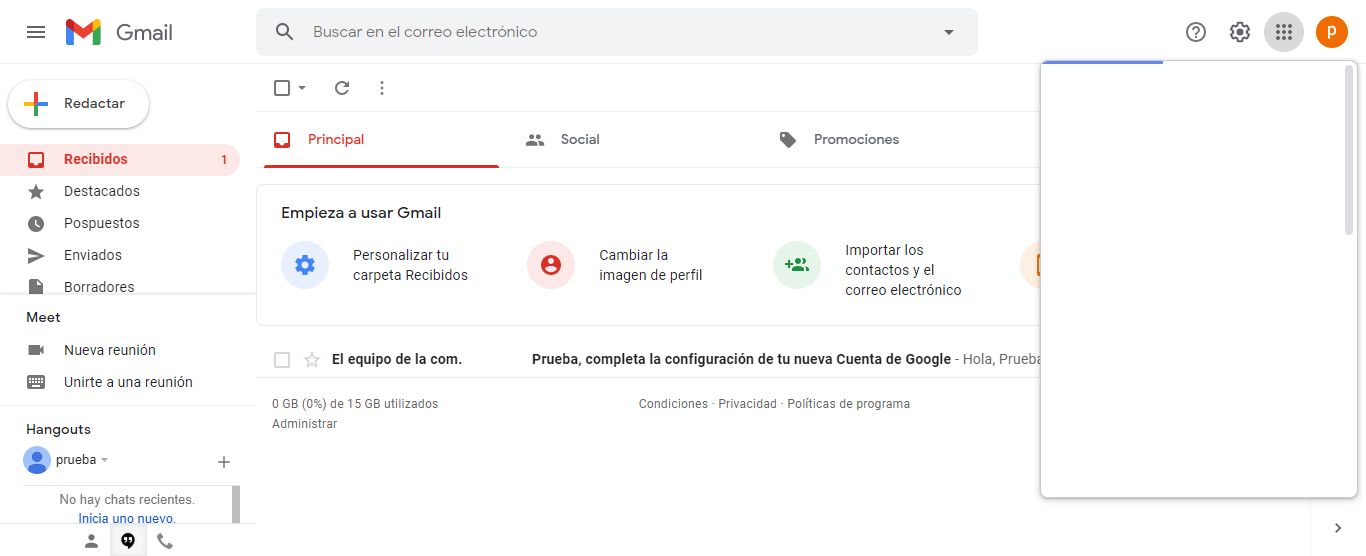 Gmail
Buscar en el correo electrónico
p
Redactar
Recibidos 1
Destacados
Pospuestos
Enviados
Borradores
Meet
Nueva reunión
Unirte a una reunión
Hangouts
prueba
No hay chats recientes.
Inicia uno nuevo.
Principal
Social
Promociones
Empieza a usar Gmail
Personalizar tu
carpeta Recibidos
Cambiar la
imagen de perfil
Importar los
contactos y el
correo electrónico
El equipo de la com. Prueba, completa la configuración de tu nueva Cuenta de Google - Hola, Prueba
0 GB (0%) de 15 GB utilizados
Administrar
Condiciones · Privacidad · Políticas de programa